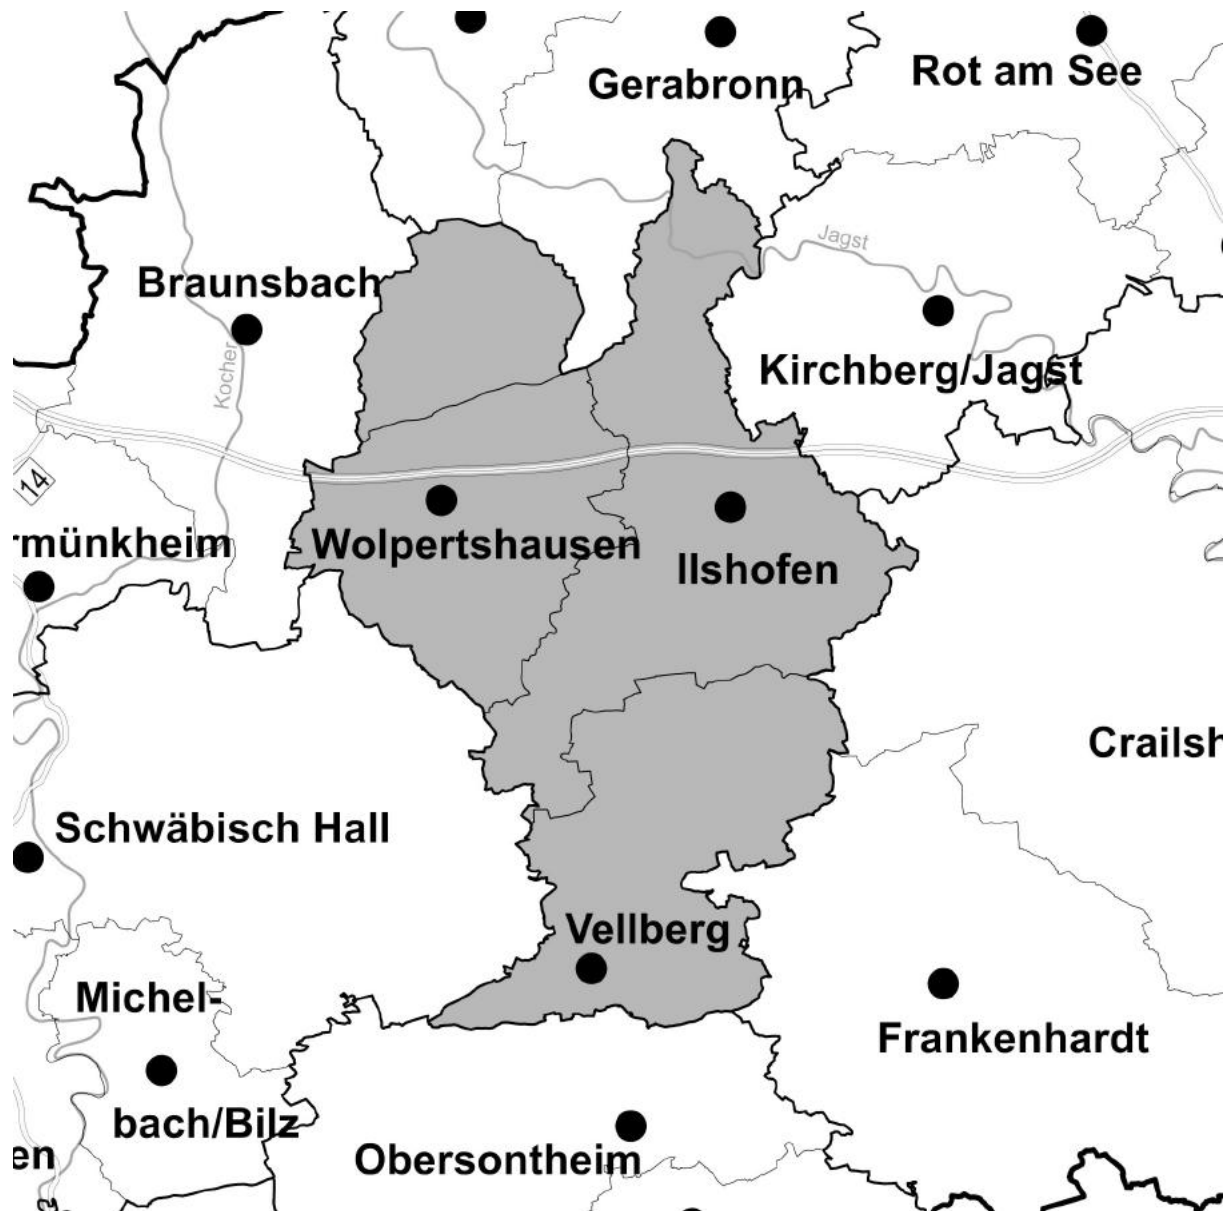 Gerabronn
Rot am See
Jagst
Braunsbach
Kocher
Kirchberg/Jagst
14
rmünkheim
Wolpertshausen
Ilshofen
Crailsh
Schwäbisch Hall
Vellberg
Michel-
bach/Bilz
Frankenhardt
en
Obersontheim